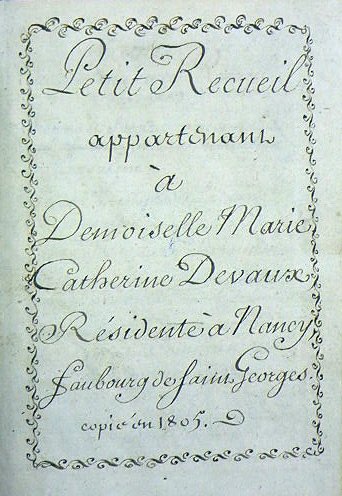 Petit Recueil
appartenant
à
Demoiselle Marie
Catherine Devaux,
Résidente à Nancy,
faubourg de Saint Georges.
copié en 1805.